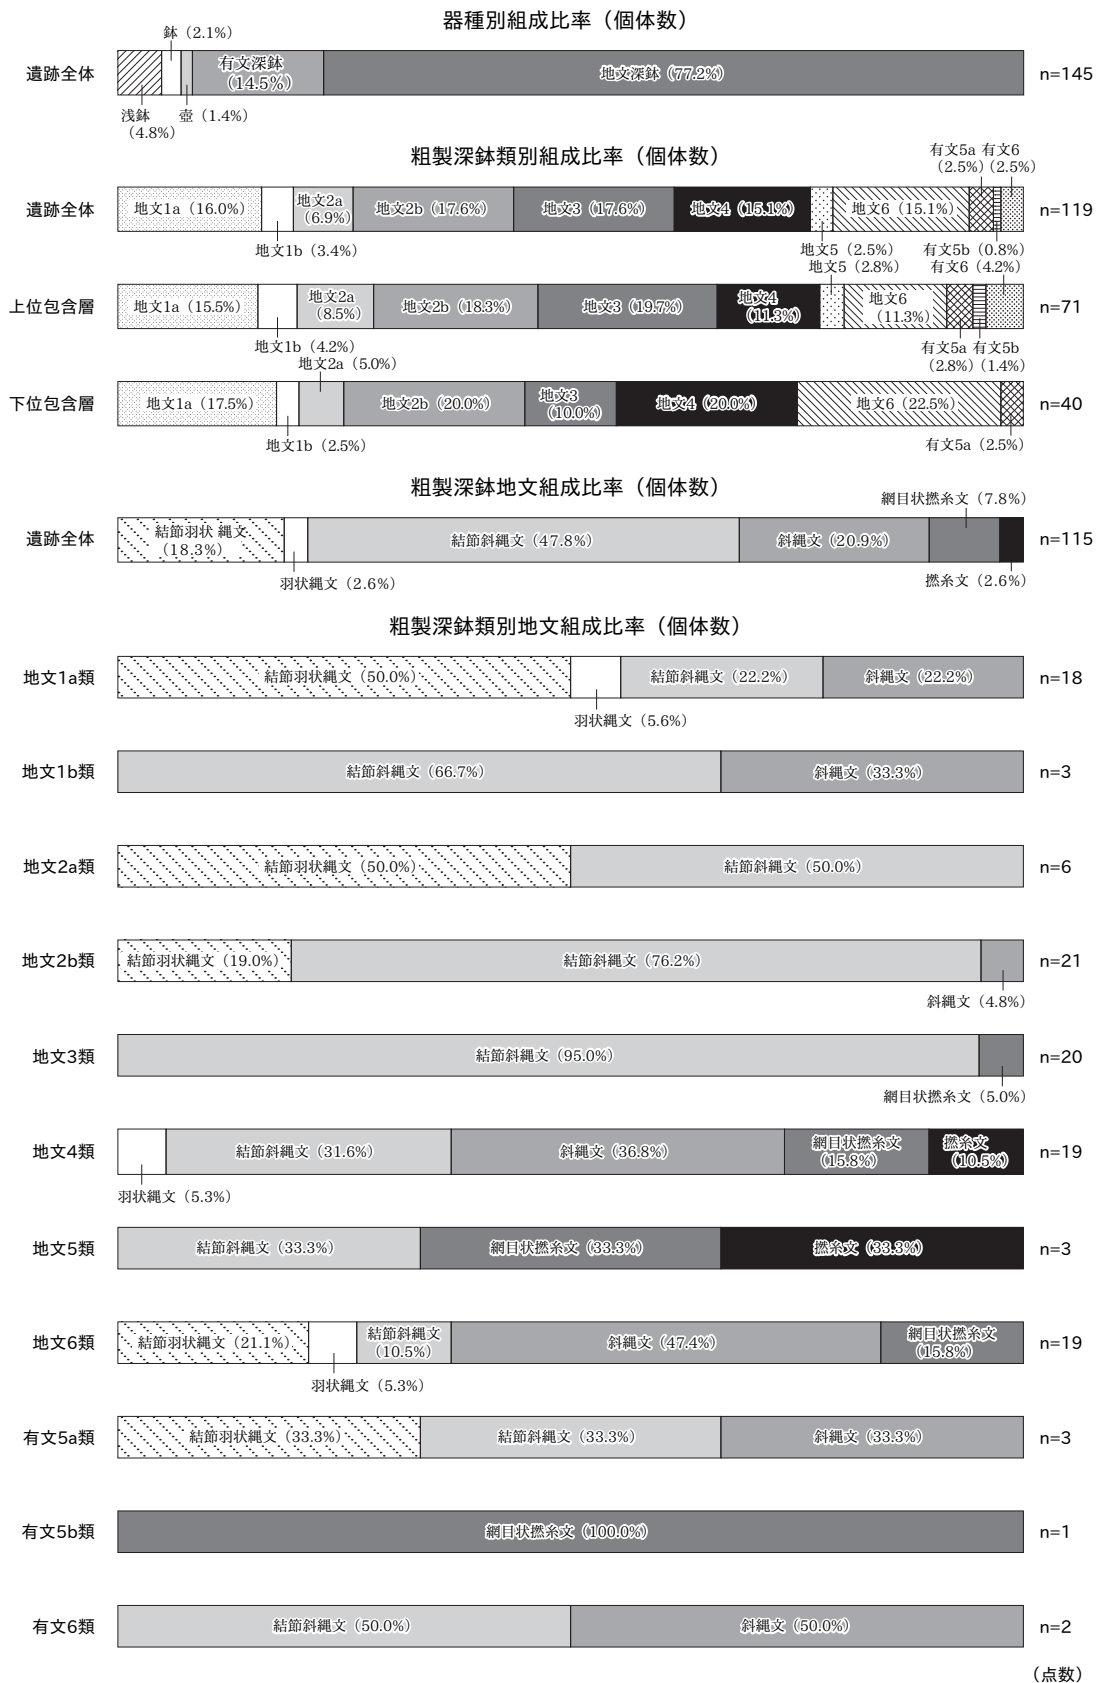 器種別組成比率（個体数）
鉢（2.1%）
遺跡全体
有文深鉢
（14.5%）
地文深鉢（77.2%）
n=145
浅鉢
（4.8%）
壺（1.4%）
粗製深鉢類別組成比率（個体数）
有文5a
（2.5%）
有文6
（2.5%）
遺跡全体
地文1a（16.0%）
地文2a
（6.9%）
地文2b（17.6%）
地文3（17.6%）
地文4（15.1%）
地文6（15.1%）
n=119
地文1b（3.4%）
地文5（2.5%）
有文5b（0.8%）
地文5（2.8%）
有文6（4.2%）
上位包含層
地文1a（15.5%）
地文2a
（8.5%）
地文2b（18.3%）
地文3（19.7%）
地文4
（11.3%）
地文6
（11.3%）
n=71
地文1b（4.2%）
有文5a
（2.8%）
有文5b
（1.4%）
地文2a（5.0%）
下位包含層
地文1a（17.5%）
地文2b（20.0%）
地文3
（10.0%）
地文4（20.0%）
地文6（22.5%）
n=40
地文1b（2.5%）
有文5a（2.5%）
粗製深鉢地文組成比率（個体数）
網目状撚糸文（7.8%）
遺跡全体
結節羽状 縄文
（18.3%）
結節斜縄文（47.8%）
斜縄文（20.9%）
n=115
羽状縄文（2.6%）
撚糸文（2.6%）
粗製深鉢類別地文組成比率（個体数）
地文1a類
結節羽状縄文（50.0%）
結節斜縄文（22.2%）
斜縄文（22.2%）
n=18
羽状縄文（5.6%）
地文1b類
結節斜縄文（66.7%）
斜縄文（33.3%）
n=3
地文2a類
結節羽状縄文（50.0%）
結節斜縄文（50.0%）
n=6
地文2b類
結節羽状縄文（19.0%）
結節斜縄文（76.2%）
n=21
斜縄文（4.8%）
地文3類
結節斜縄文（95.0%）
n=20
網目状撚糸文（5.0%）
地文4類
結節斜縄文（31.6%）
斜縄文（36.8%）
網目状撚糸文
（15.8%）
撚糸文
（10.5%）
n=19
羽状縄文（5.3%）
地文5類
結節斜縄文（33.3%）
網目状撚糸文（33.3%）
撚糸文（33.3%）
n=3
地文6類
結節羽状縄文（21.1%）
結節斜縄文
（10.5%）
斜縄文（47.4%）
網目状撚糸文
（15.8%）
n=19
羽状縄文（5.3%）
有文5a類
結節羽状縄文（33.3%）
結節斜縄文（33.3%）
斜縄文（33.3%）
n=3
有文5b類
網目状撚糸文（100.0%）
n=1
有文6類
結節斜縄文（50.0%）
斜縄文（50.0%）
n=2
（点数）